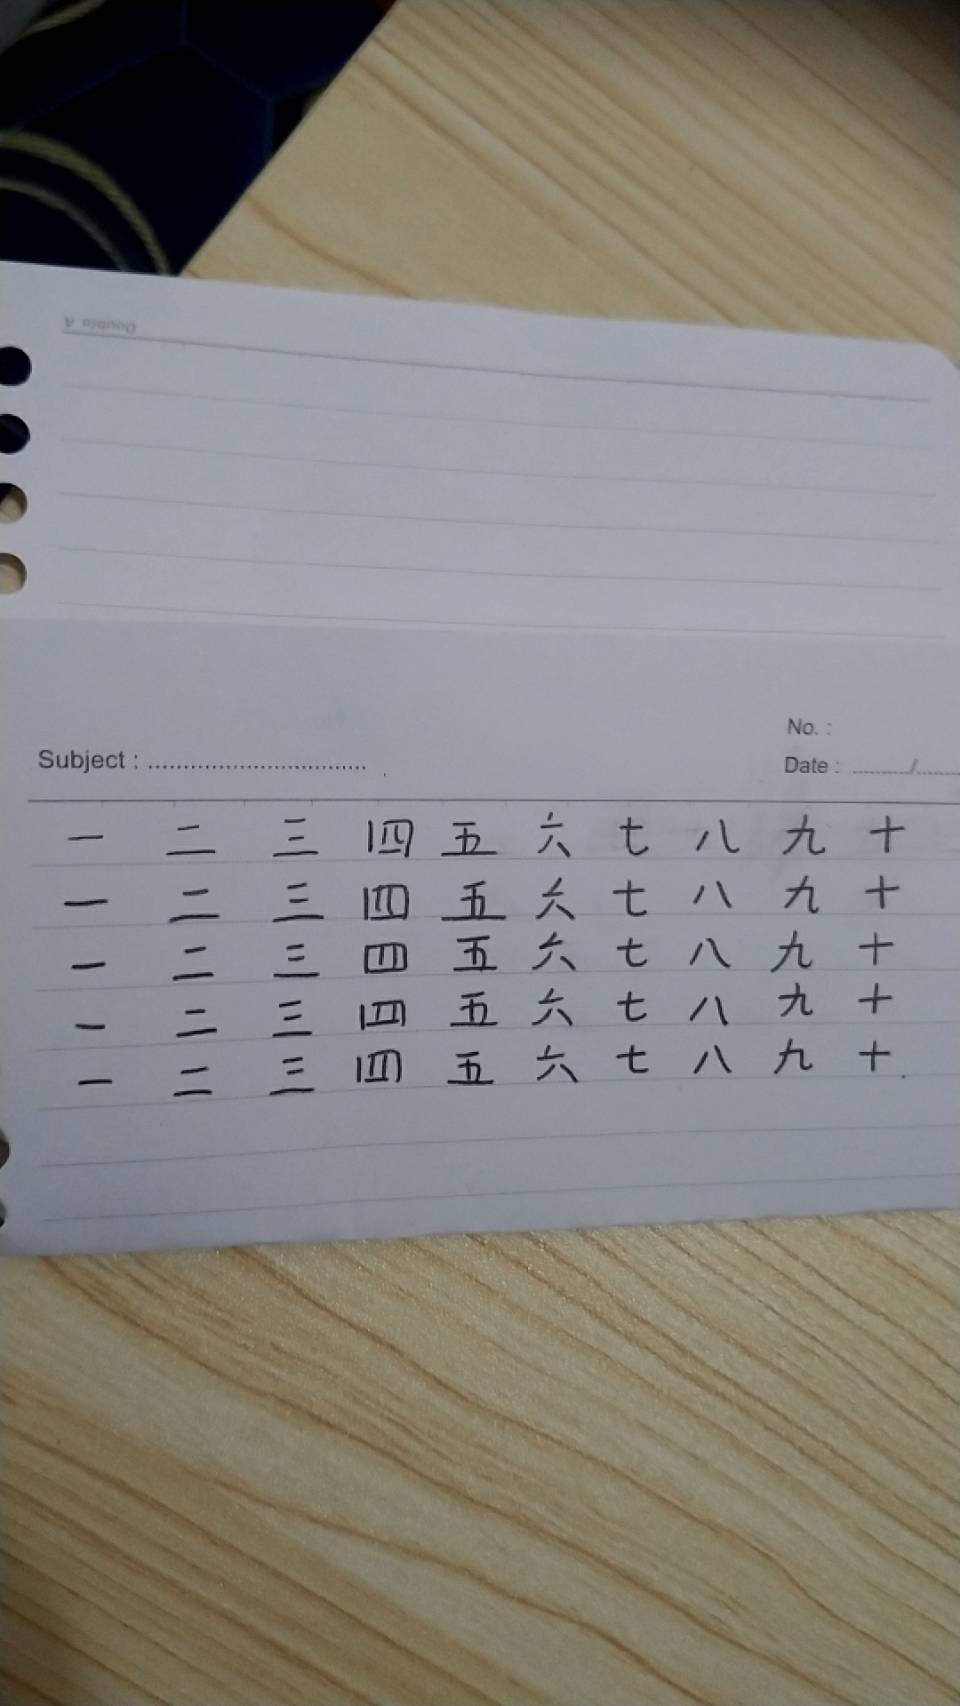 Double A
Subject : ................................
No. :
Date : ........../........
一 二 三 四 五 六 七 八 九 十
一 二 三 四 五 六 七 八 九 十
一 二 三 四 五 六 七 八 九 十
一 二 三 四 五 六 七 八 九 十
一 二 三 四 五 六 七 八 九 十